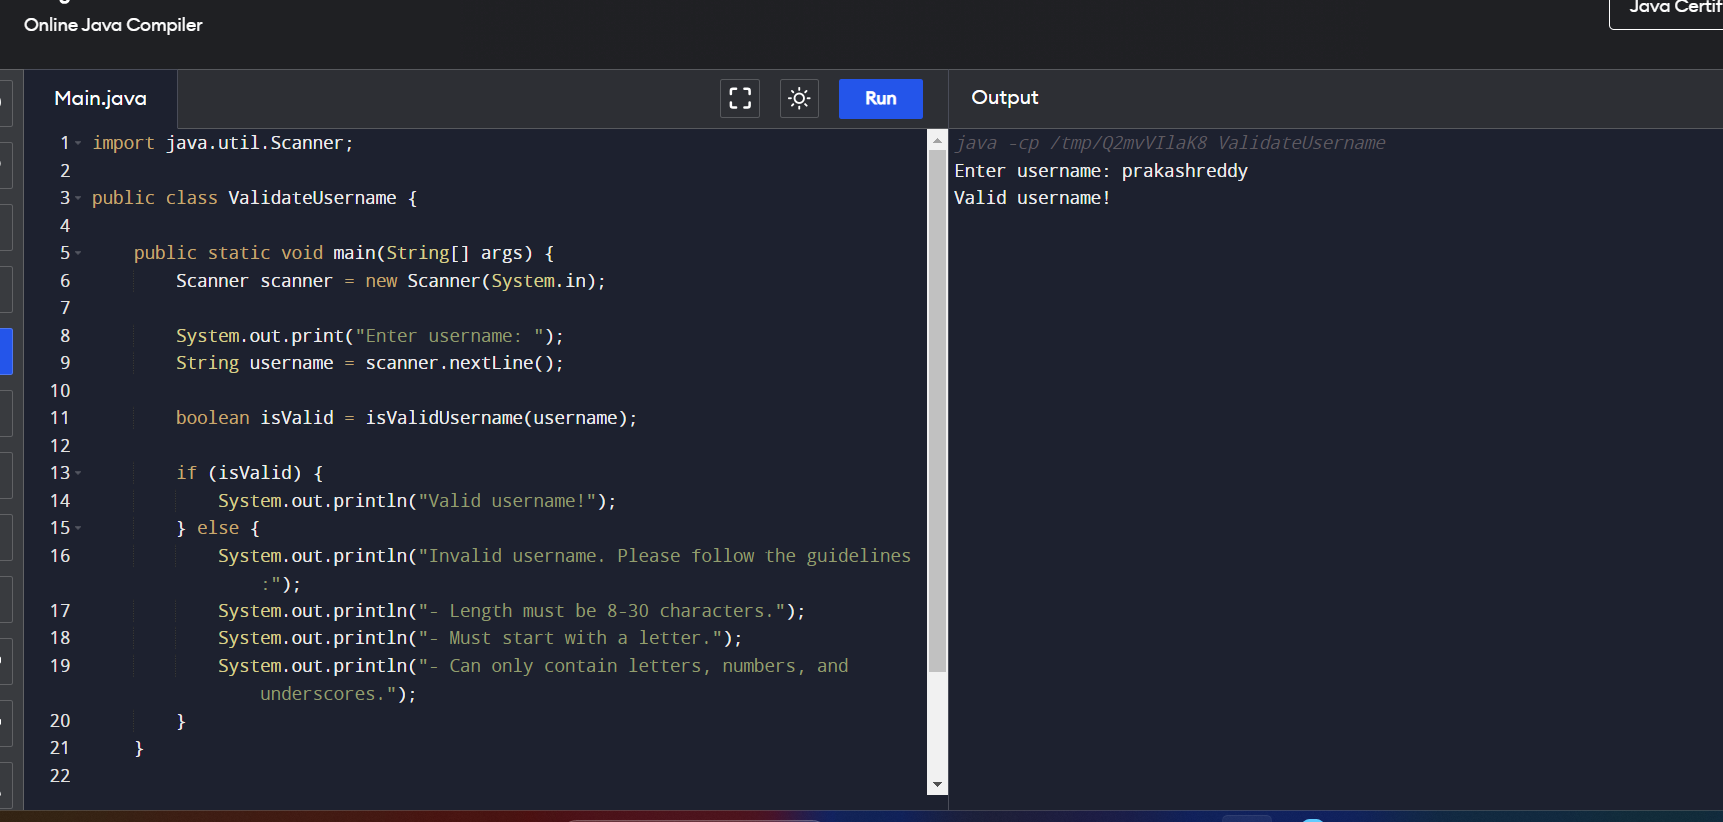 Online Java Compiler
Java Certif
Main.java
Run
Output
1 import java.util.Scanner;
2
3 public class ValidateUsername {
4
5 public static void main(String[] args) {
6 Scanner scanner = new Scanner(System.in);
7
8 System.out.print("Enter username: ");
9 String username = scanner.nextLine();
10
11 boolean isValid = isValidUsername(username);
12
13 if (isValid) {
14 System.out.println("Valid username!");
15 } else {
16 System.out.println("Invalid username. Please follow the guidelines
:");
17 System.out.println("- Length must be 8-30 characters.");
18 System.out.println("- Must start with a letter.");
19 System.out.println("- Can only contain letters, numbers, and
underscores.");
20 }
21 }
22
java -cp /tmp/Q2mvVIlaK8 ValidateUsername
Enter username: prakashreddy
Valid username!